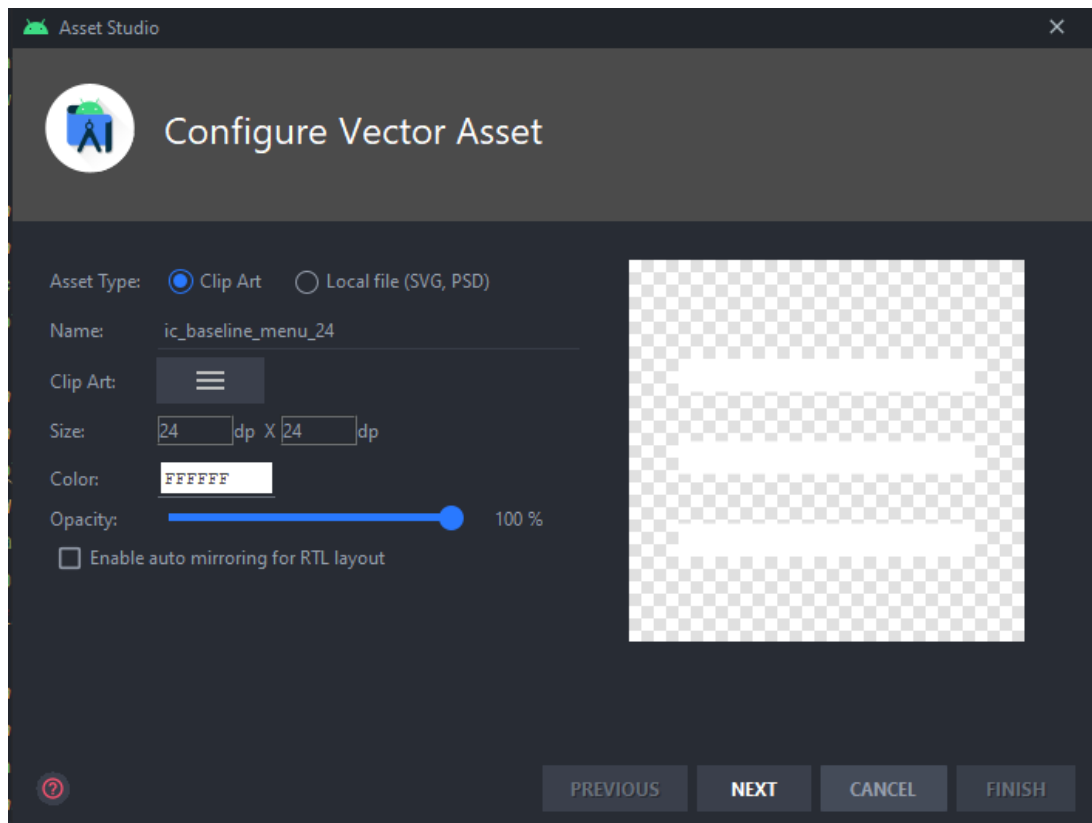 Asset Studio
Configure Vector Asset
Asset Type: Clip Art Local file (SVG, PSD)
Name: ic_baseline_menu_24
Clip Art:
Size: 24 dp X 24 dp
Color: FFFFFF
Opacity: 100 %
Enable auto mirroring for RTL layout
? PREVIOUS NEXT CANCEL FINISH